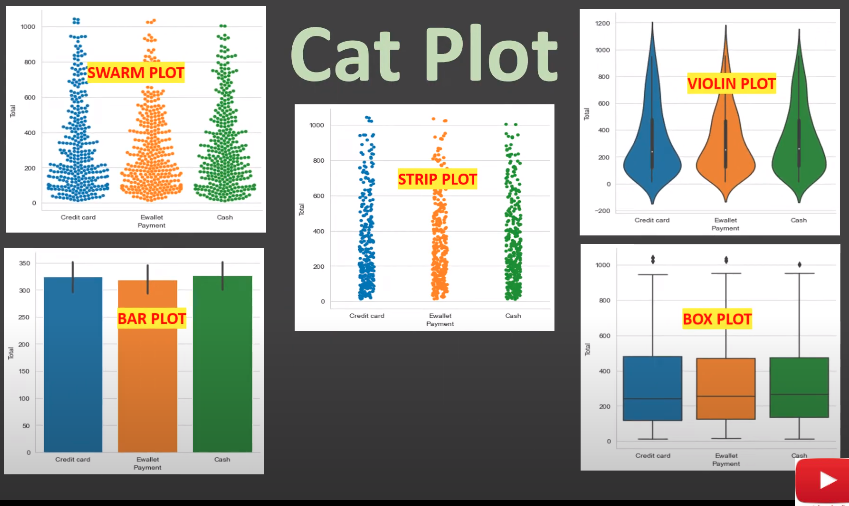 Cat Plot
1000
800
600
400
200
0
Total
SWARM PLOT
Credit card Ewallet Cash
Payment
1000
800
600
400
200
0
Total
STRIP PLOT
Credit card Ewallet Cash
Payment
1200
1000
800
600
400
200
0
−200
Total
VIOLIN PLOT
Credit card Ewallet Cash
Payment
350
300
250
200
150
100
50
0
Total
BAR PLOT
Credit card Ewallet Cash
Payment
1000
800
600
400
200
0
Total
BOX PLOT
Credit card Ewallet Cash
Payment